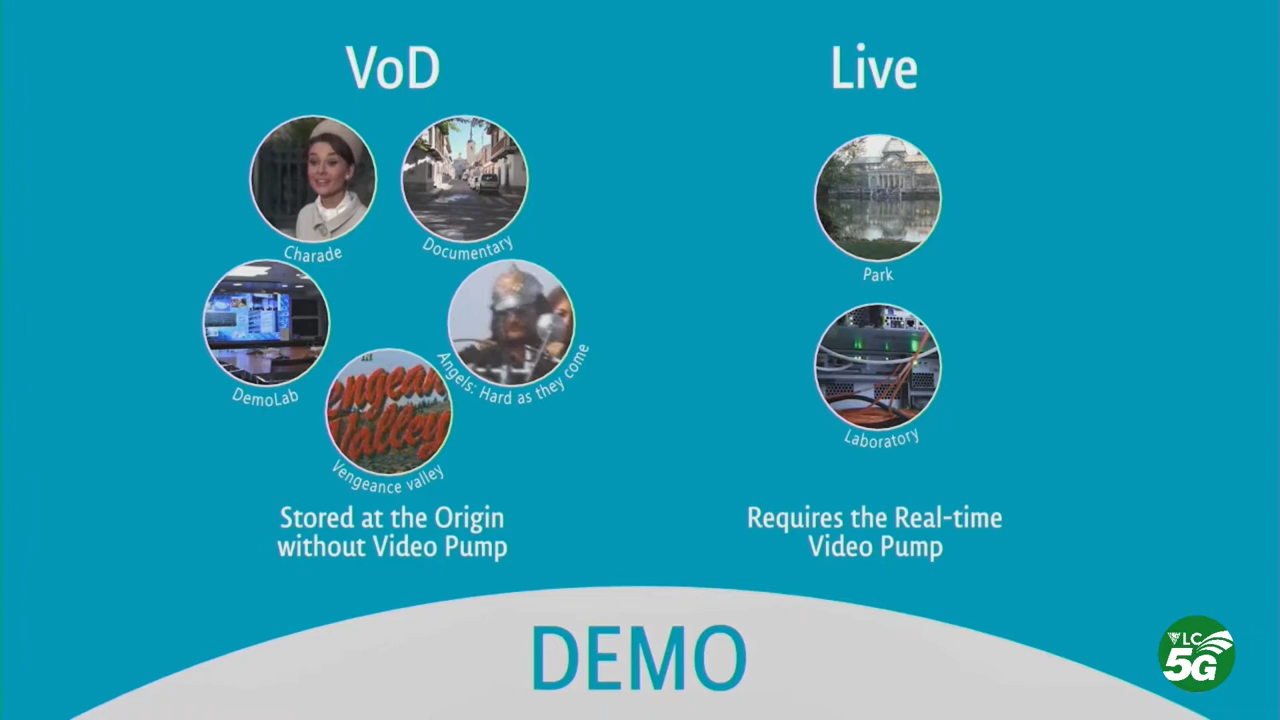 VoD
Live
Charade
Documentary
Park
DemoLab
Angels: Hard as they come
Vengeance valley
Laboratory
Stored at the Origin
without Video Pump
Requires the Real-time
Video Pump
DEMO
VLC
5G